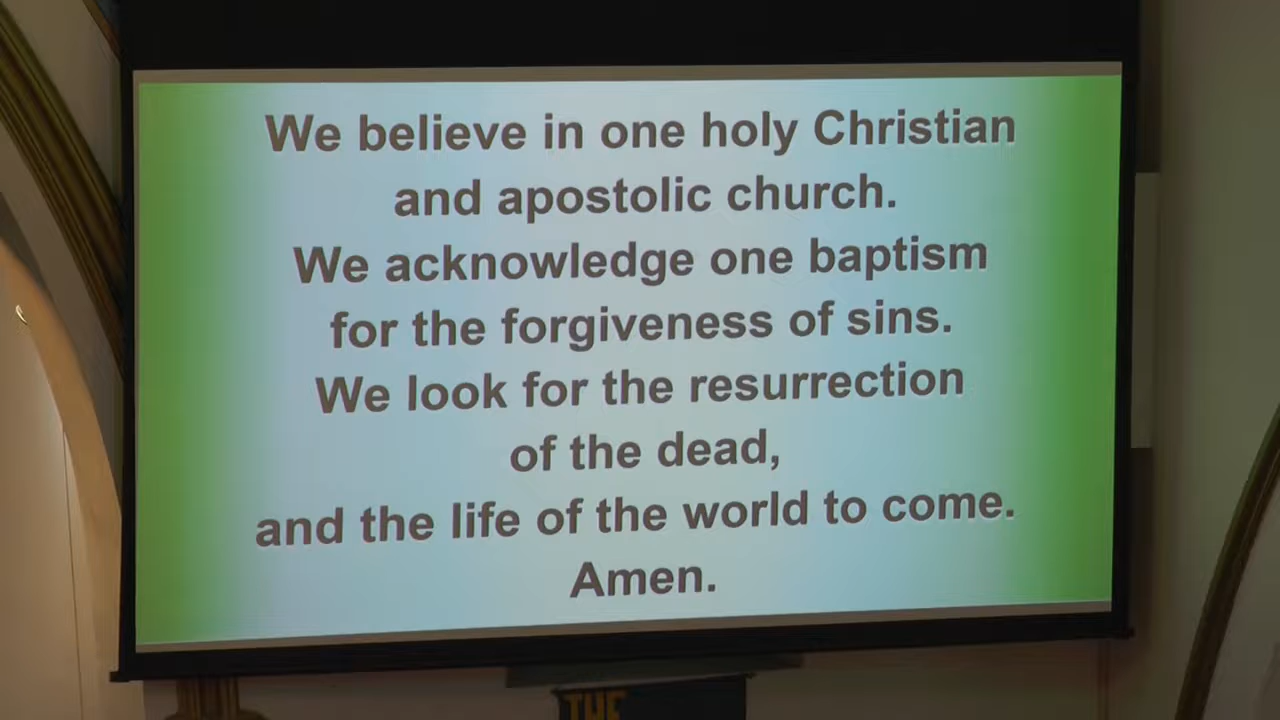 We believe in one holy Christian
and apostolic church.
We acknowledge one baptism
for the forgiveness of sins.
We look for the resurrection
of the dead,
and the life of the world to come.
Amen.
THE